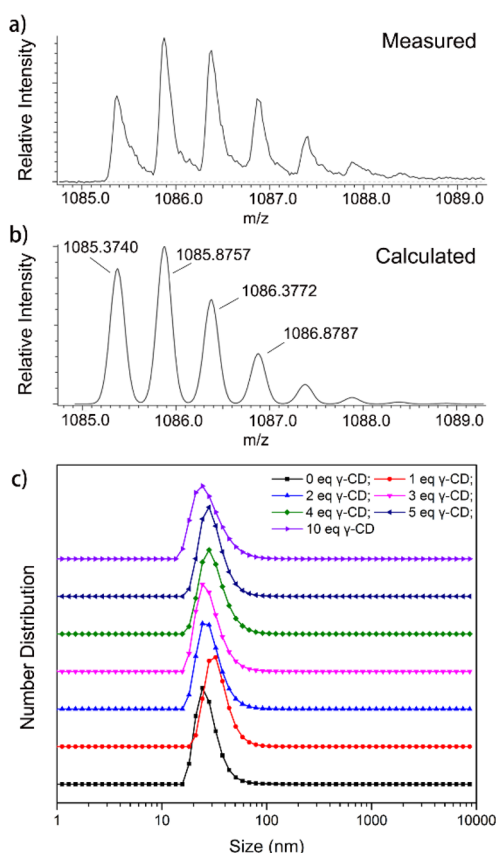 a)
Measured
Relative Intensity
1085.0 1086.0 1087.0 1088.0 1089.0
m/z
b)
Calculated
1085.3740
1085.8757
1086.3772
1086.8787
Relative Intensity
1085.0 1086.0 1087.0 1088.0 1089.0
m/z
c)
0 eq γ-CD; 1 eq γ-CD;
2 eq γ-CD; 3 eq γ-CD;
4 eq γ-CD; 5 eq γ-CD;
10 eq γ-CD
Number Distribution
1 10 100 1000 10000
Size (nm)